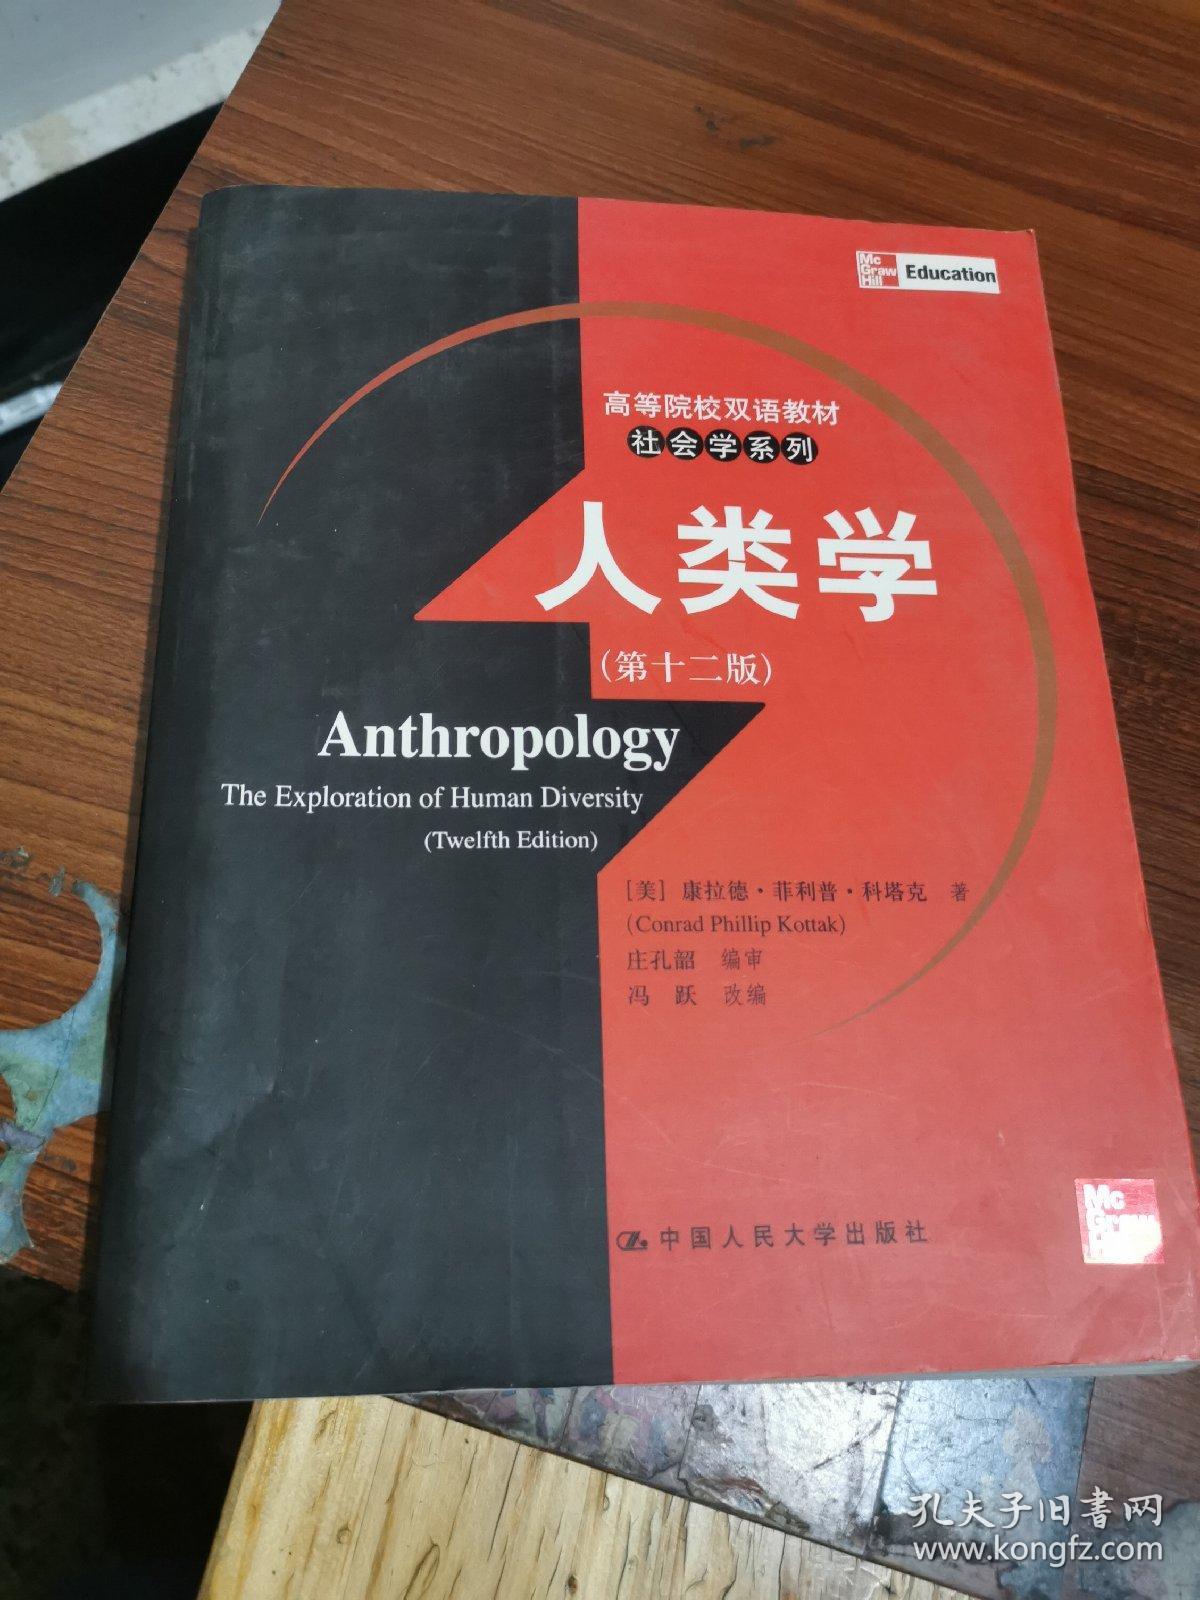 Mc
Graw
Hill
Education
高等院校双语教材
社会学系列
人类学
(第十二版)
Anthropology
The Exploration of Human Diversity
(Twelfth Edition)
[美] 康拉德·菲利普·科塔克 著
(Conrad Phillip Kottak)
庄孔韶 编审
冯 跃 改编
中国人民大学出版社
Mc
Graw
孔夫子旧书网
www.kongfz.com